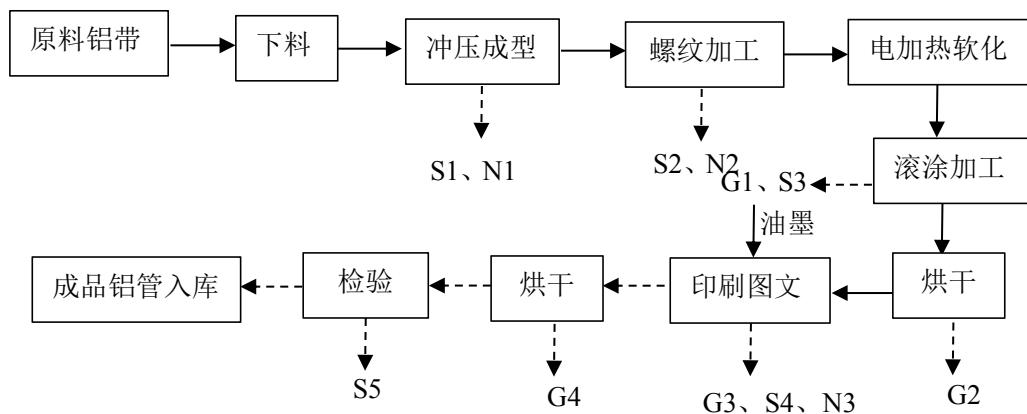 原料铝带
下料
冲压成型
螺纹加工
电加热软化
S1、N1
S2、N2
G1、S3
滚涂加工
油墨
成品铝管入库
检验
烘干
印刷图文
烘干
S5
G4
G3、S4、N3
G2